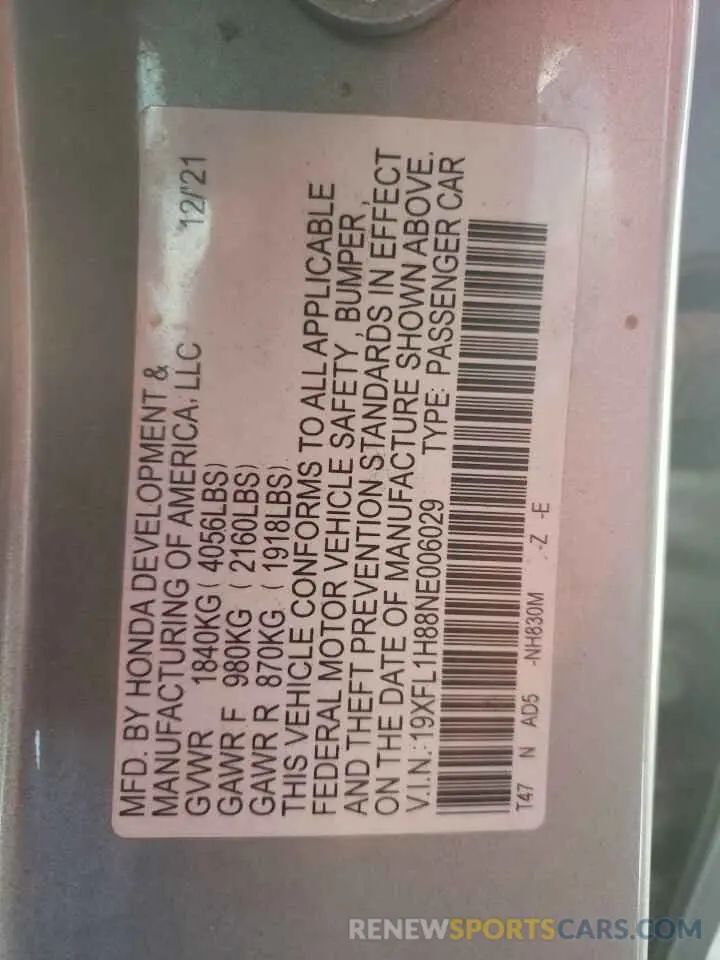 MFD. BY HONDA DEVELOPMENT &
MANUFACTURING OF AMERICA, LLC 12/'21
GVWR 1840KG ( 4056LBS)
GAWR F 980KG ( 2160LBS)
GAWR R 870KG ( 1918LBS)
THIS VEHICLE CONFORMS TO ALL APPLICABLE
FEDERAL MOTOR VEHICLE SAFETY , BUMPER ,
AND THEFT PREVENTION STANDARDS IN EFFECT
ON THE DATE OF MANUFACTURE SHOWN ABOVE.
V.I.N.: 19XFL1H88NE006029 TYPE: PASSENGER CAR
T47 N AD5 -NH830M .-Z -E
RENEWSPORTSCARS.COM